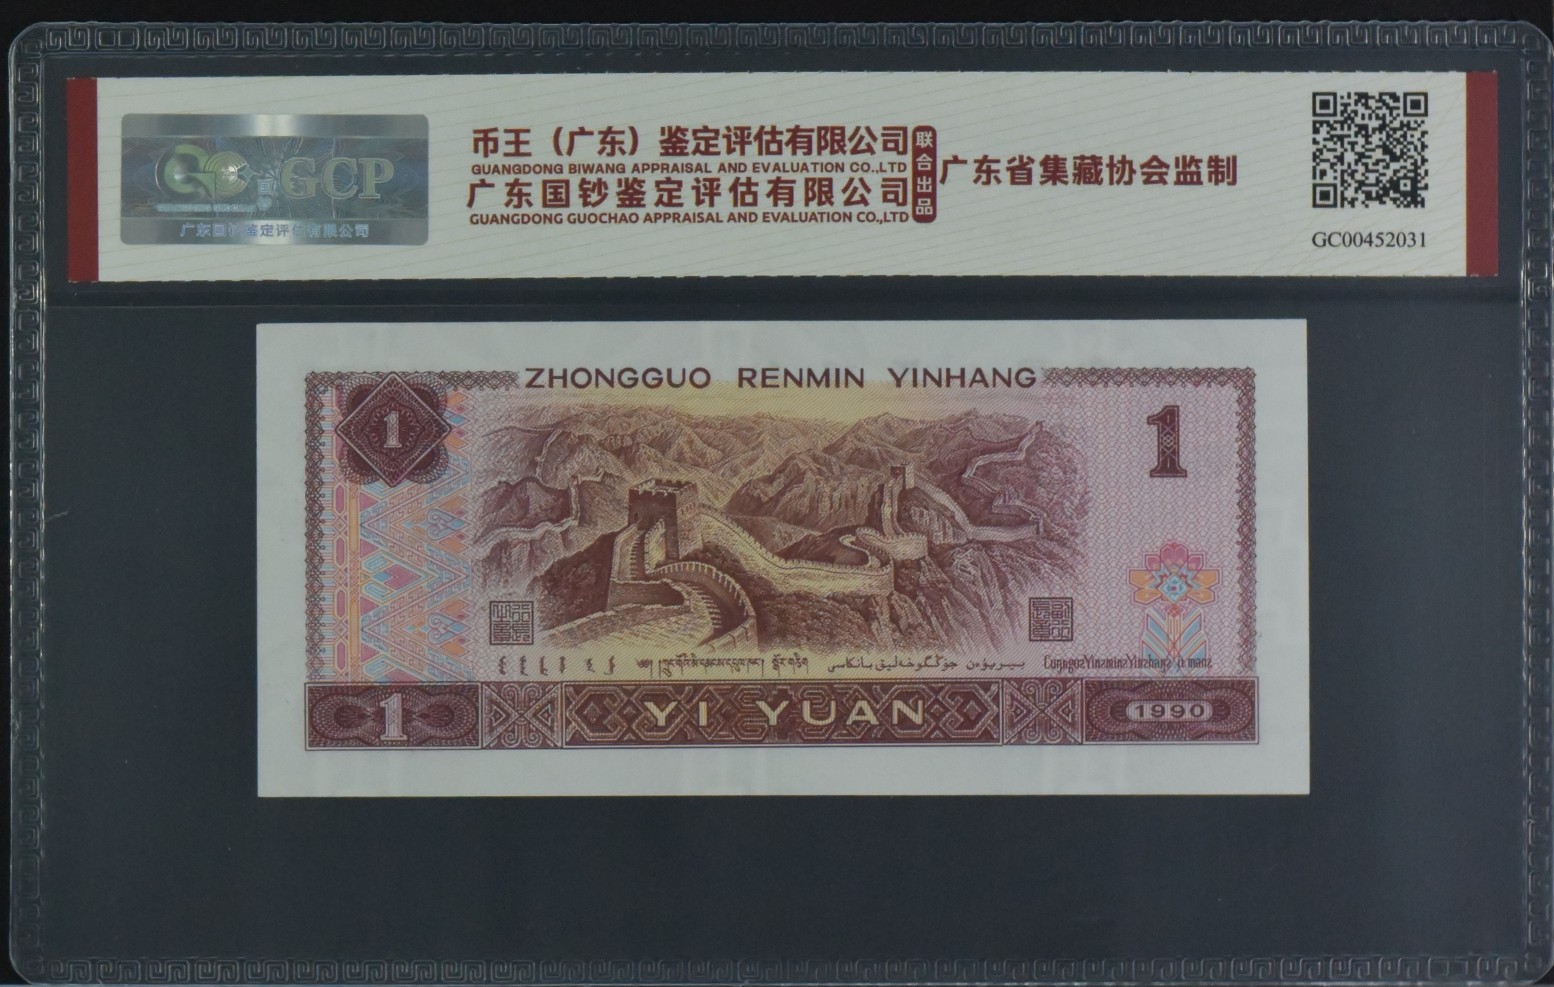 GCP
广东国钞鉴定评估有限公司
币王（广东）鉴定评估有限公司
GUANGDONG BIWANG APPRAISAL AND EVALUATION CO.,LTD
广东国钞鉴定评估有限公司
GUANGDONG GUOCHAO APPRAISAL AND EVALUATION CO.,LTD
联合出品
广东省集藏协会监制
GC00452031
ZHONGGUO RENMIN YINHANG
1
1
1
YI YUAN
1990